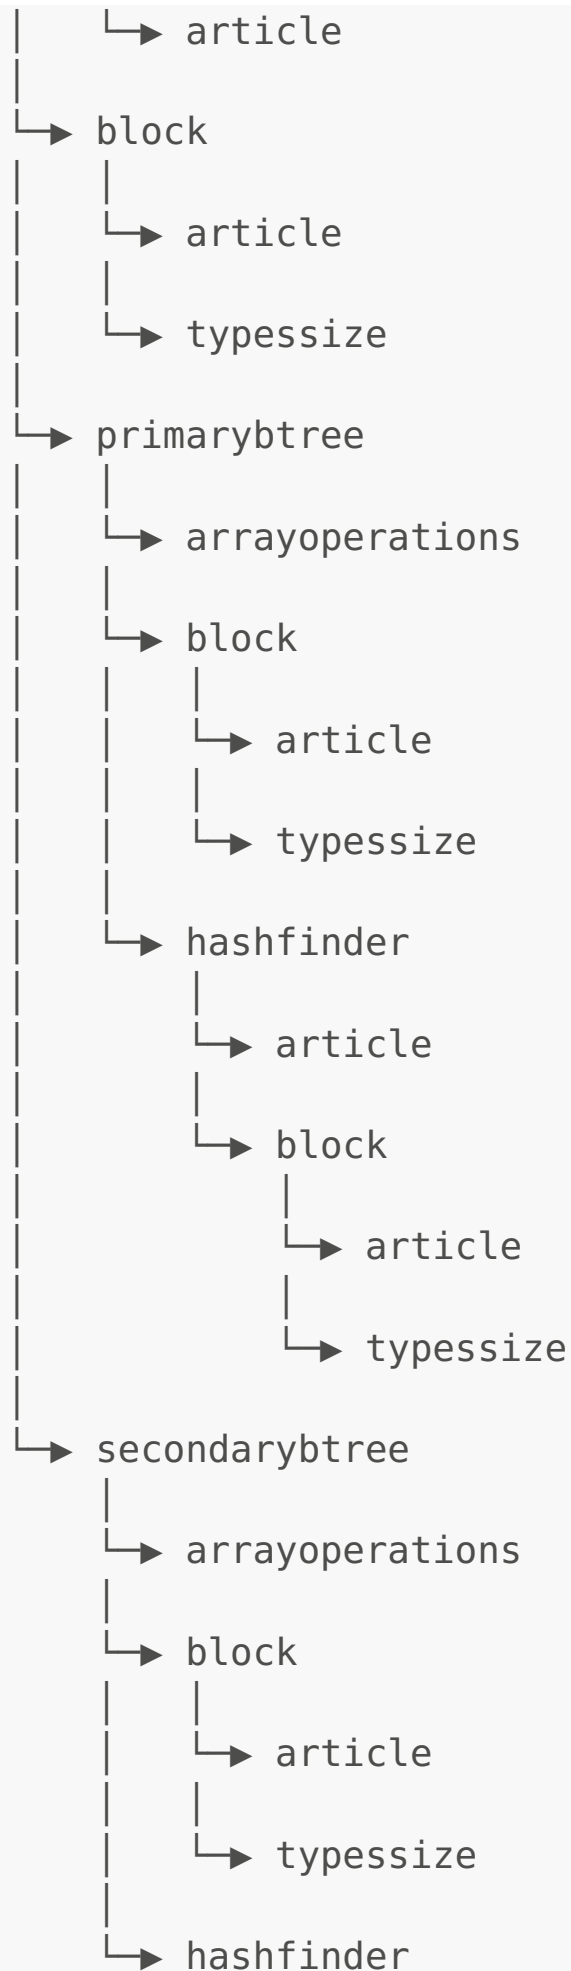 article
block
article
typessize
primarybtree
arrayoperations
block
article
typessize
hashfinder
article
block
article
typessize
secondarybtree
arrayoperations
block
article
typessize
hashfinder